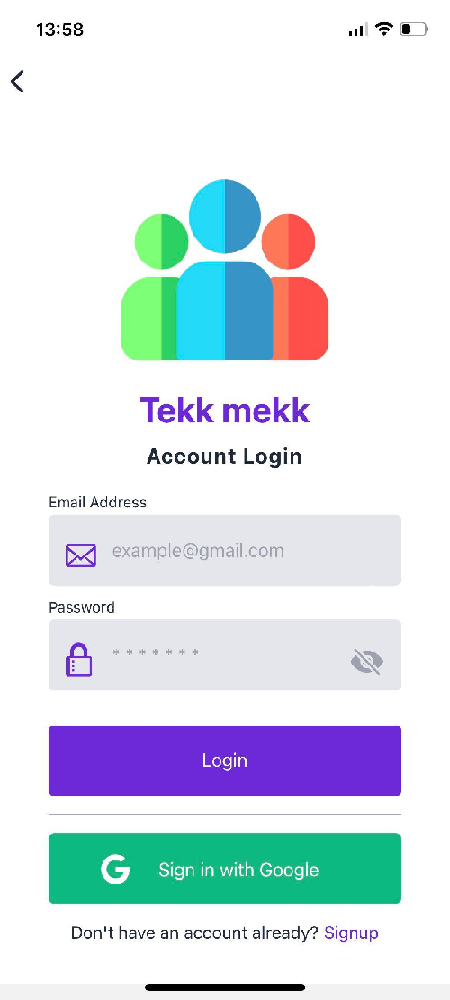 13:58
Tekk mekk
Account Login
Email Address
example@gmail.com
Password
*******
Login
G Sign in with Google
Don't have an account already? Signup